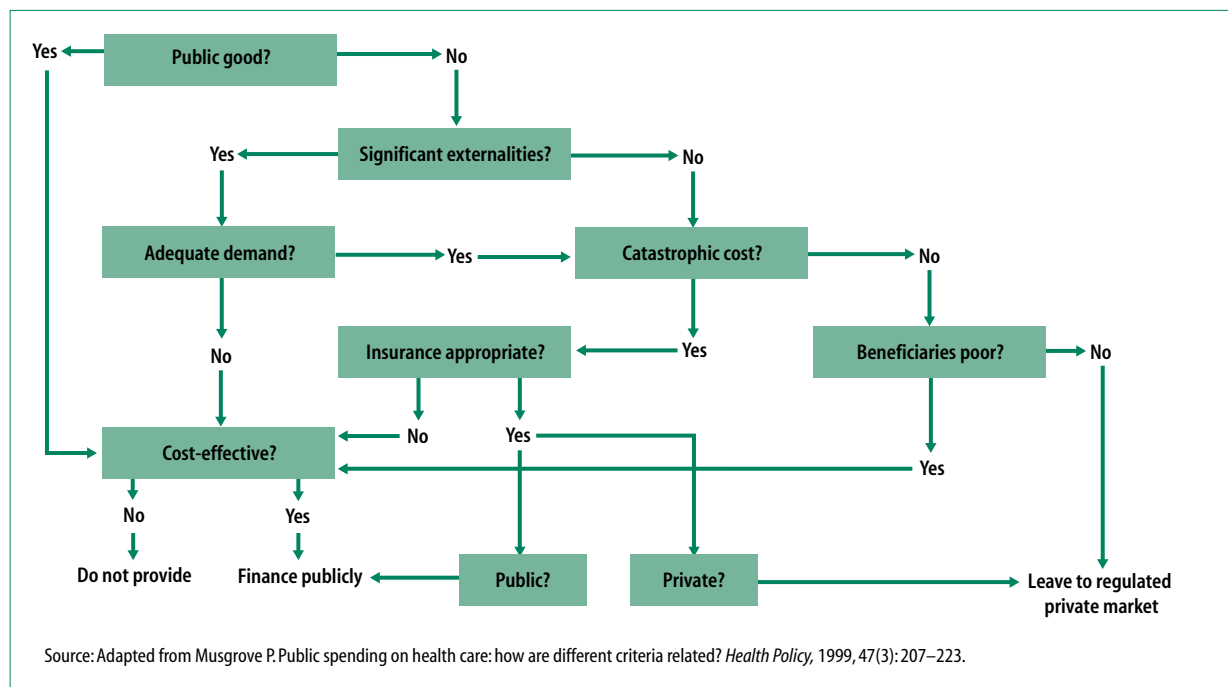 Yes
Public good?
No
Yes
Significant externalities?
No
Adequate demand?
Yes
Catastrophic cost?
No
No
Insurance appropriate?
Yes
Beneficiaries poor?
No
Cost-effective?
No
Yes
Yes
No
Yes
Do not provide
Finance publicly
Public?
Private?
Leave to regulated
private market
Source: Adapted from Musgrove P. Public spending on health care: how are different criteria related? Health Policy, 1999, 47(3): 207–223.